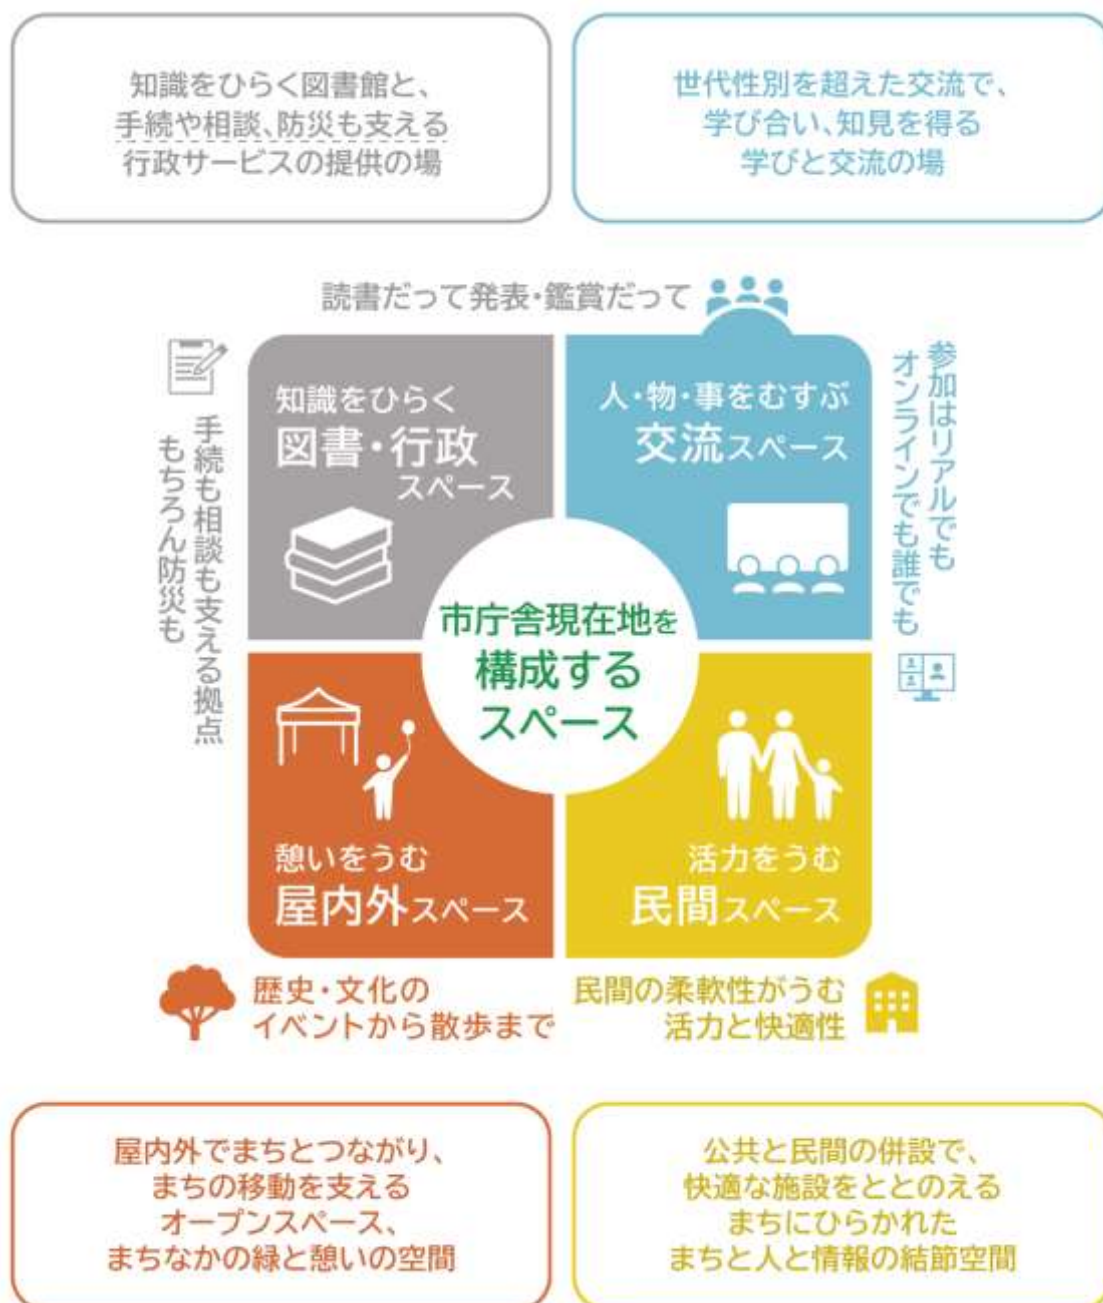 知識をひらく図書館と、
手続や相談、防災も支える
行政サービスの提供の場
世代性別を超えた交流で、
学び合い、知見を得る
学びと交流の場
読書だって発表・鑑賞だって
手続も相談も支える拠点
もちろん防災も
知識をひらく
図書・行政
スペース
人・物・事をむすぶ
交流スペース
参加はリアルでも
オンラインでも誰でも
市庁舎現在地を
構成する
スペース
憩いをうむ
屋内外スペース
活力をうむ
民間スペース
歴史・文化の
イベントから散歩まで
民間の柔軟性がうむ
活力と快適性
屋内外でまちとつながり、
まちの移動を支える
オープンスペース、
まちなかの緑と憩いの空間
公共と民間の併設で、
快適な施設をととのえる
まちにひらかれた
まちと人と情報の結節空間